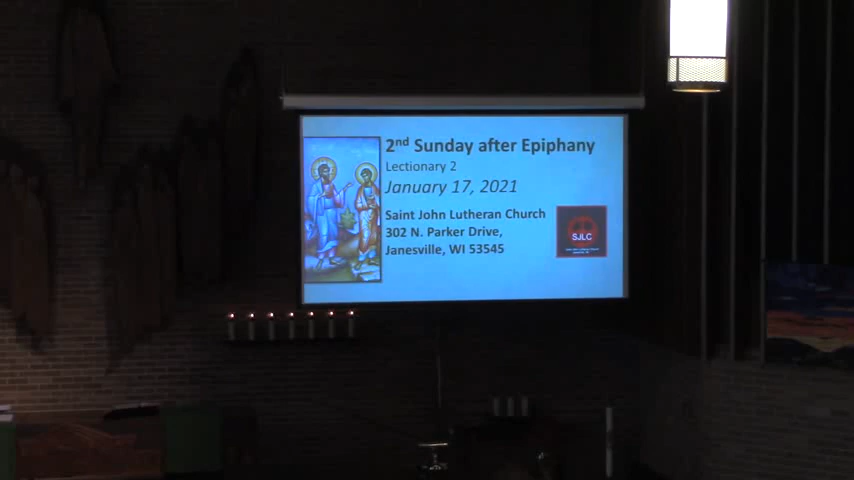 2nd Sunday after Epiphany
Lectionary 2
January 17, 2021
Saint John Lutheran Church
302 N. Parker Drive,
Janesville, WI 53545
SJLC